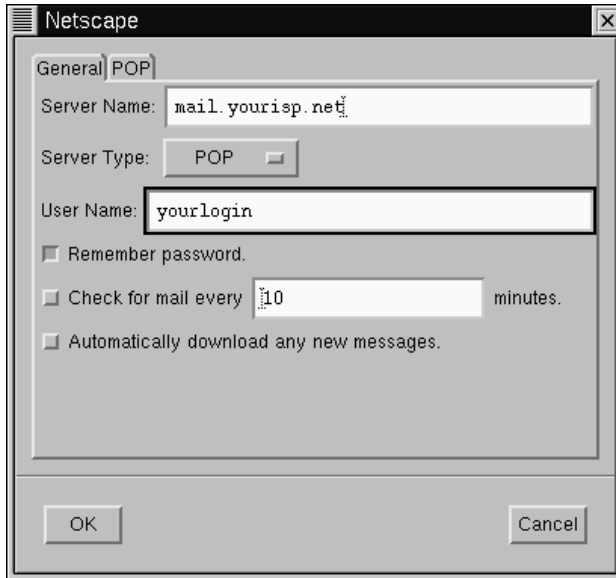 Netscape
General POP
Server Name: mail.yourisp.net
Server Type: POP
User Name: yourlogin
Remember password.
Check for mail every 10 minutes.
Automatically download any new messages.
OK Cancel